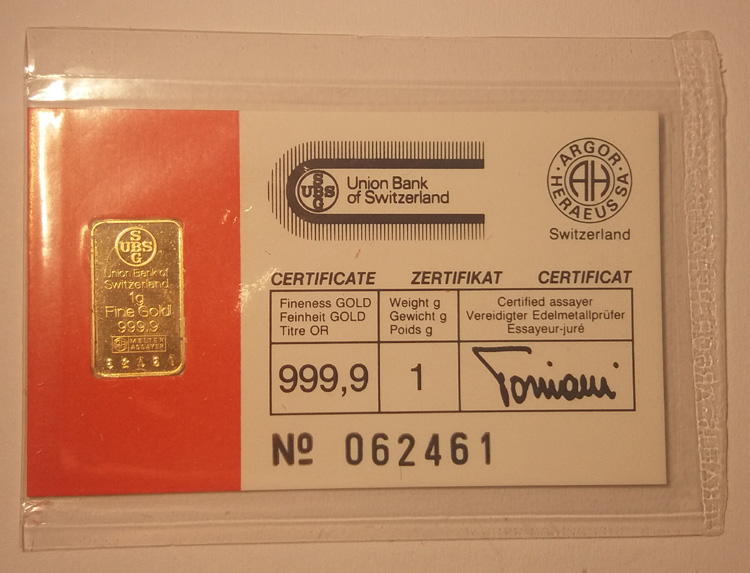 S
UBS
G
Union Bank of
Switzerland
1g
Fine Gold
999,9
MELTER
ASSAYER
S
UBS
G
Union Bank
of Switzerland
ARGOR
HERAEUS SA
AH
Switzerland
CERTIFICATE ZERTIFIKAT CERTIFICAT
Fineness GOLD
Feinheit GOLD
Titre OR
Weight g
Gewicht g
Poids g
Certified assayer
Vereidigter Edelmetallprüfer
Essayeur-juré
999,9
1
Nº 062461